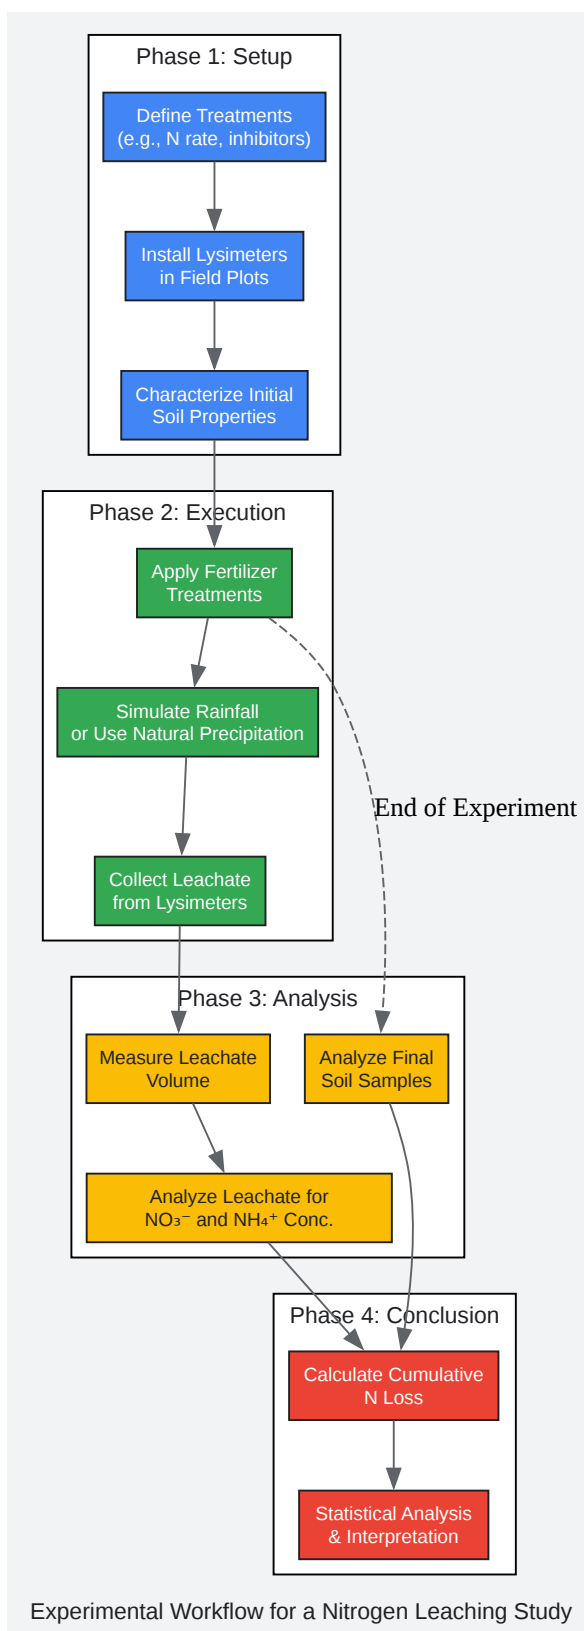 Phase 1: Setup
Define Treatments
(e.g., N rate, inhibitors)
Install Lysimeters
in Field Plots
Characterize Initial
Soil Properties
Phase 2: Execution
Apply Fertilizer
Treatments
Simulate Rainfall
or Use Natural Precipitation
End of Experiment
Collect Leachate
from Lysimeters
Phase 3: Analysis
Measure Leachate
Volume
Analyze Final
Soil Samples
Analyze Leachate for
NO₃⁻ and NH₄⁺ Conc.
Phase 4: Conclusion
Calculate Cumulative
N Loss
Statistical Analysis
& Interpretation
Experimental Workflow for a Nitrogen Leaching Study